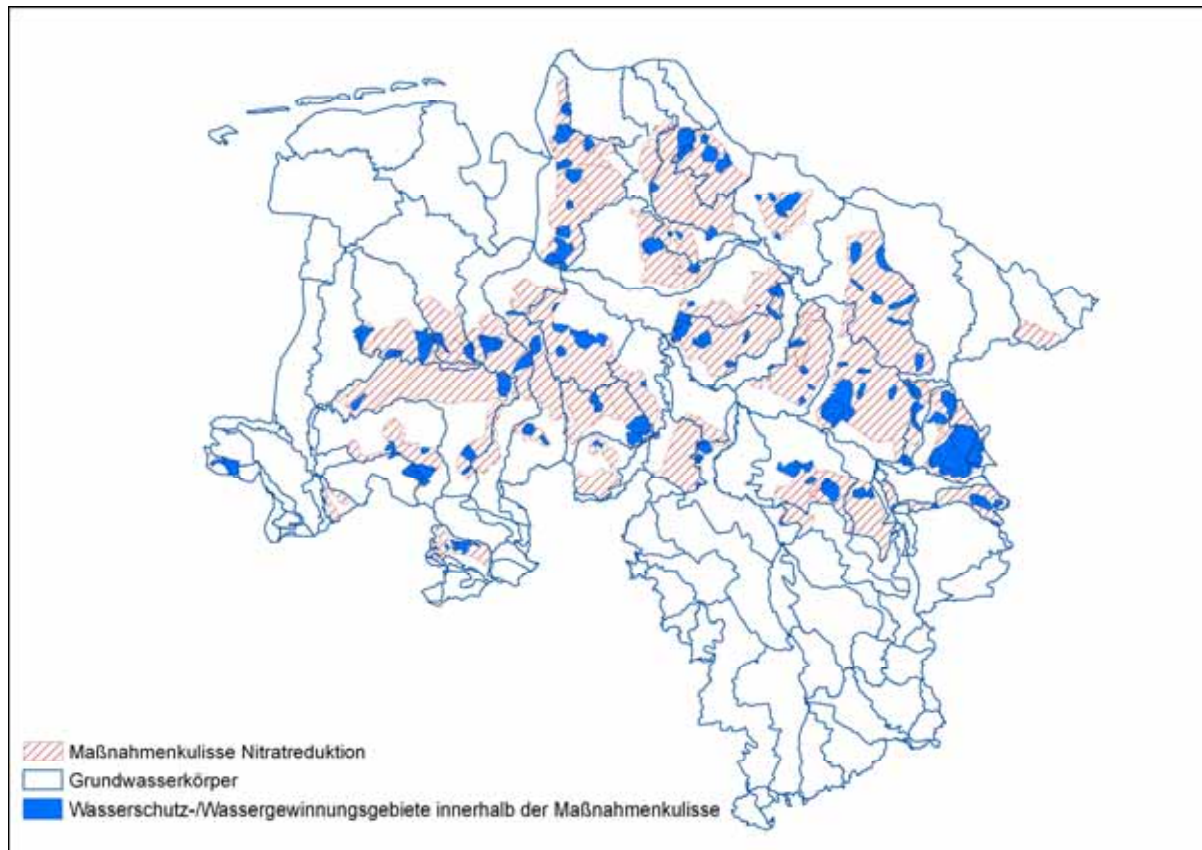 Maßnahmenkulisse Nitratreduktion
Grundwasserkörper
Wasserschutz-/Wassergewinnungsgebiete innerhalb der Maßnahmenkulisse